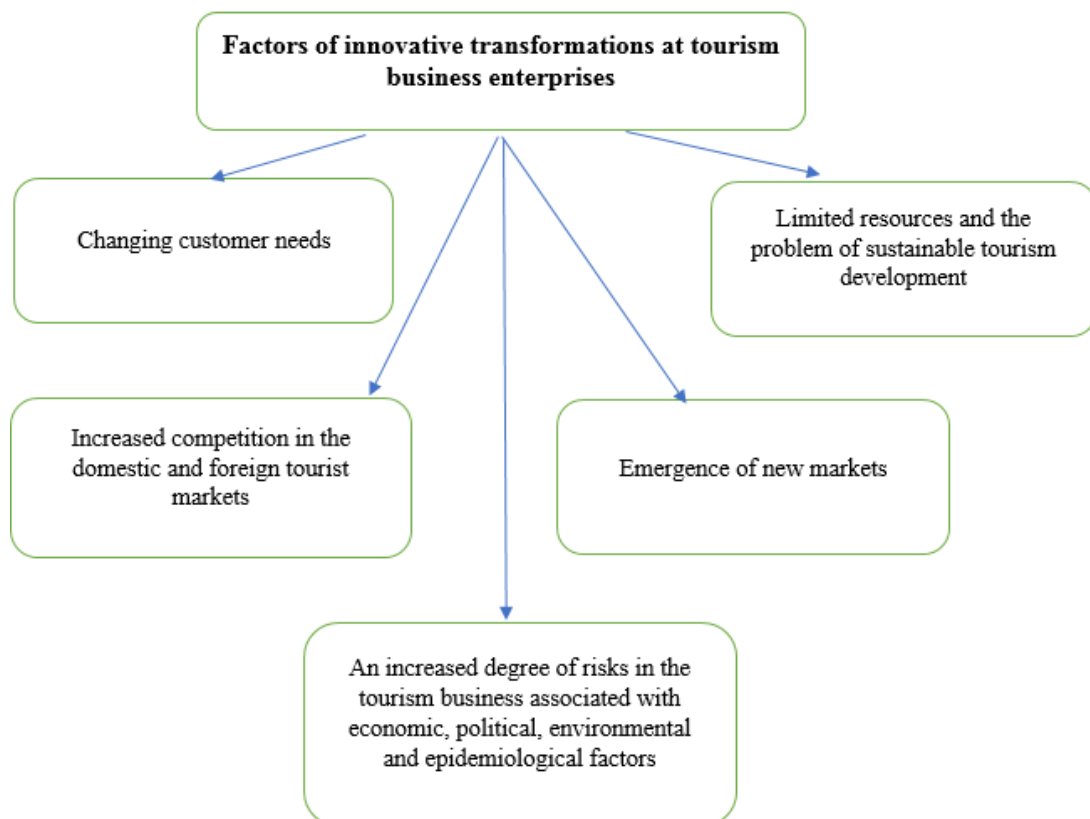 Factors of innovative transformations at tourism
business enterprises
Changing customer needs
Limited resources and the
problem of sustainable tourism
development
Increased competition in the
domestic and foreign tourist
markets
Emergence of new markets
An increased degree of risks in the
tourism business associated with
economic, political, environmental
and epidemiological factors